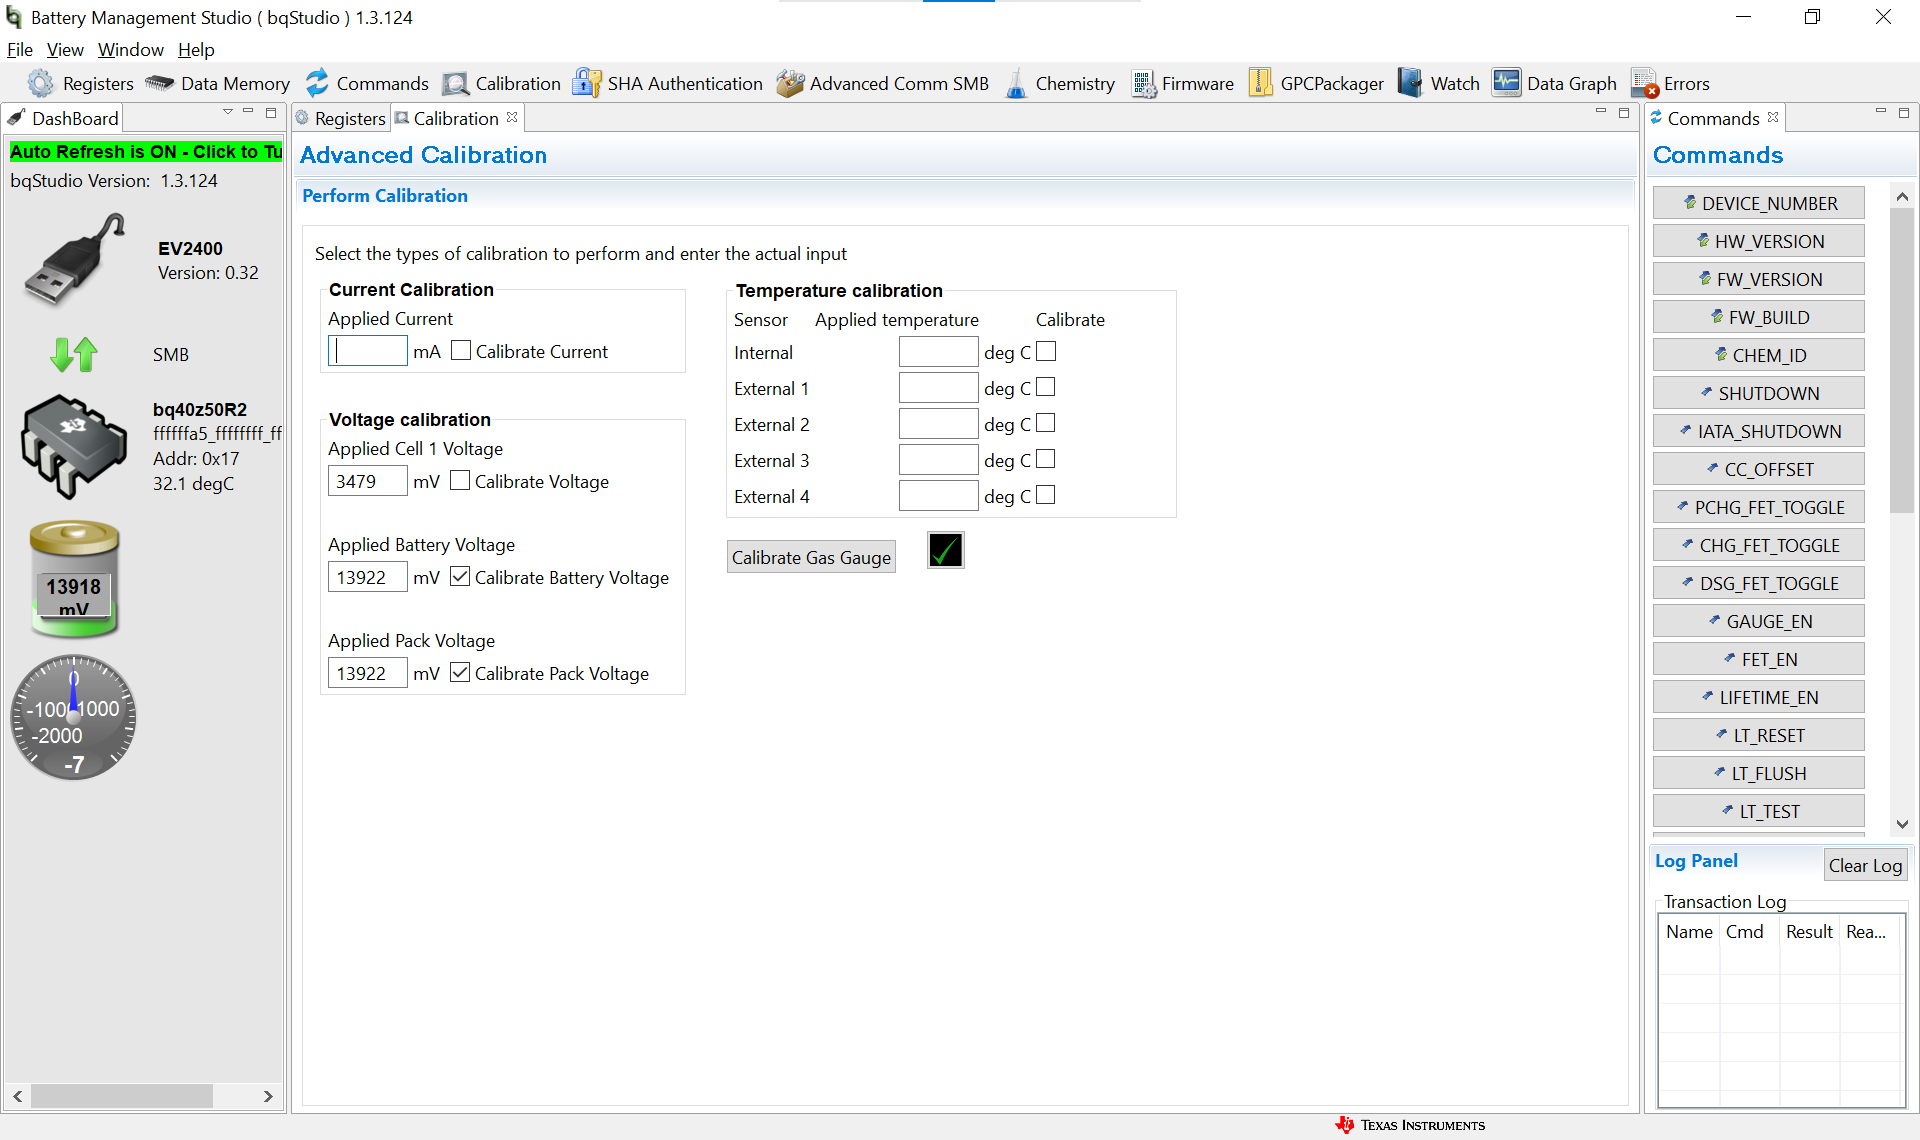 Battery Management Studio ( bqStudio ) 1.3.124
File View Window Help
Registers Data Memory Commands Calibration SHA Authentication Advanced Comm SMB Chemistry Firmware GPCPackager Watch Data Graph Errors
DashBoard
Auto Refresh is ON - Click to Tu
bqStudio Version: 1.3.124
EV2400
Version: 0.32
SMB
bq40z50R2
ffffffa5_ffffffff_ff
Addr: 0x17
32.1 degC
13918
mV
0
-100 1000
-2000
-7
Registers Calibration
Advanced Calibration
Perform Calibration
Select the types of calibration to perform and enter the actual input
Current Calibration
Applied Current
mA Calibrate Current
Voltage calibration
Applied Cell 1 Voltage
3479 mV Calibrate Voltage
Applied Battery Voltage
13922 mV Calibrate Battery Voltage
Applied Pack Voltage
13922 mV Calibrate Pack Voltage
Temperature calibration
Sensor Applied temperature Calibrate
Internal deg C
External 1 deg C
External 2 deg C
External 3 deg C
External 4 deg C
Calibrate Gas Gauge
Commands
Commands
DEVICE_NUMBER
HW_VERSION
FW_VERSION
FW_BUILD
CHEM_ID
SHUTDOWN
IATA_SHUTDOWN
CC_OFFSET
PCHG_FET_TOGGLE
CHG_FET_TOGGLE
DSG_FET_TOGGLE
GAUGE_EN
FET_EN
LIFETIME_EN
LT_RESET
LT_FLUSH
LT_TEST
Log Panel Clear Log
Transaction Log
Name Cmd Result Rea...
TEXAS INSTRUMENTS